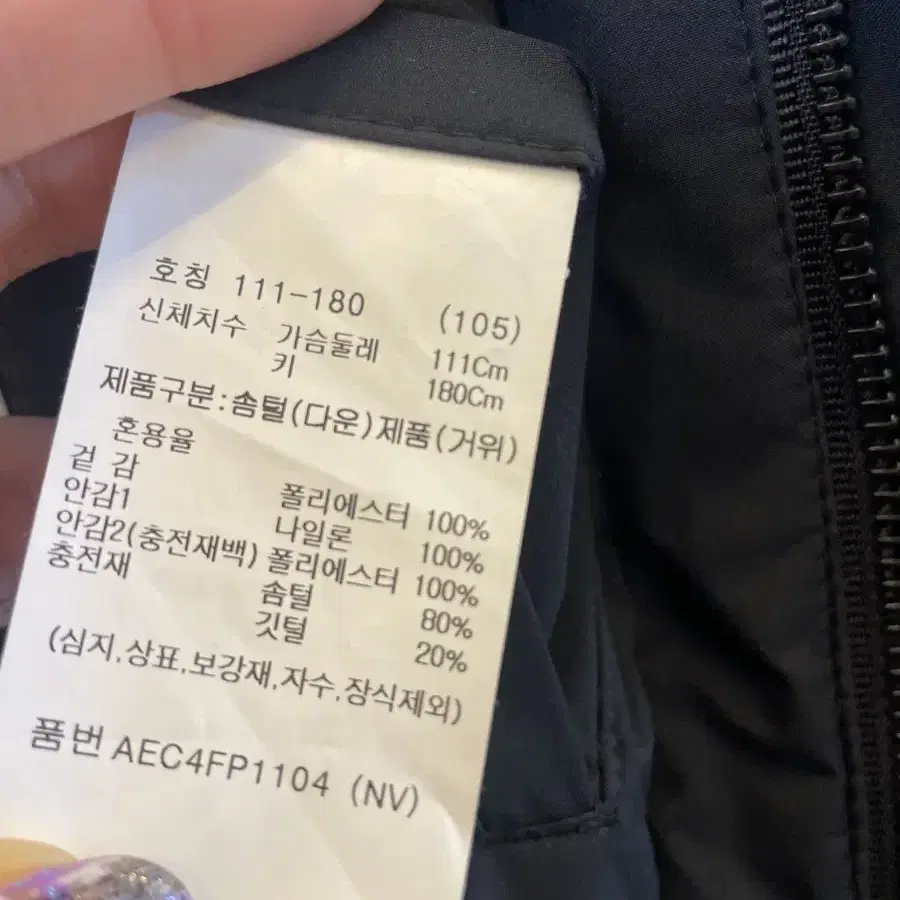 호칭 111-180 (105)
신체치수 가슴둘레 111Cm
키 180Cm
제품구분:솜털(다운)제품(거위)
혼용율
겉 감 폴리에스터 100%
안감1 나일론 100%
안감2(충전재백) 폴리에스터 100%
충전재 솜털 80%
깃털 20%
(심지,상표,보강재,자수,장식제외)
품번 AEC4FP1104 (NV)